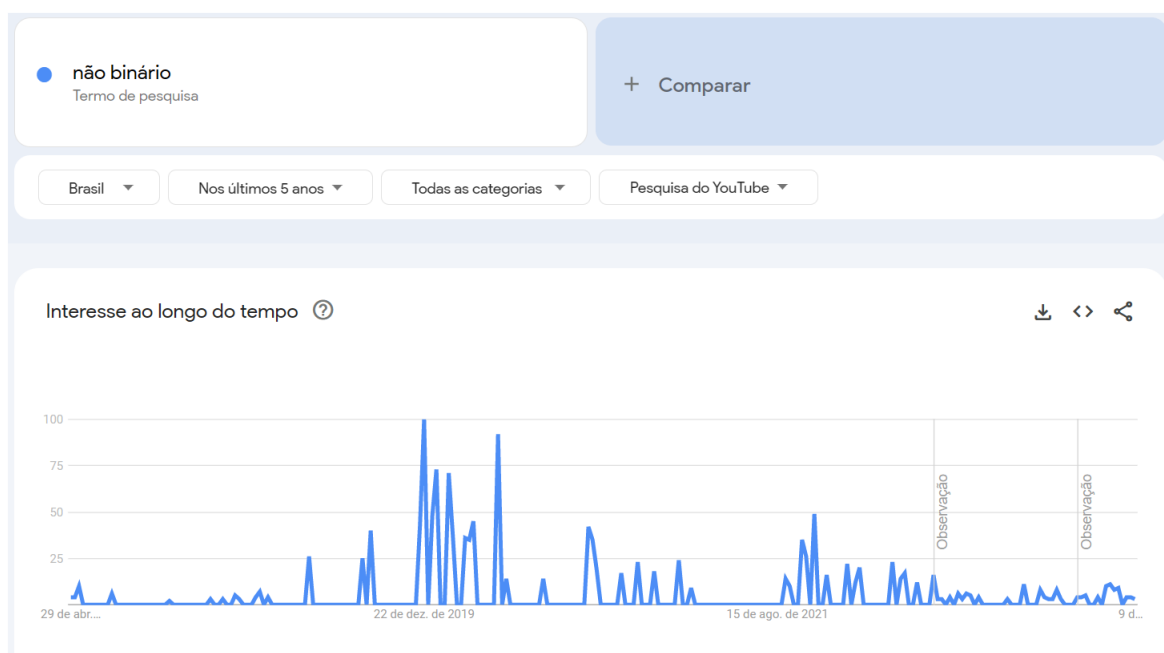 não binário
Termo de pesquisa
+ Comparar
Brasil
Nos últimos 5 anos
Todas as categorias
Pesquisa do YouTube
Interesse ao longo do tempo
100
75
50
25
Observação
Observação
29 de abr....
22 de dez. de 2019
15 de ago. de 2021
9 d...